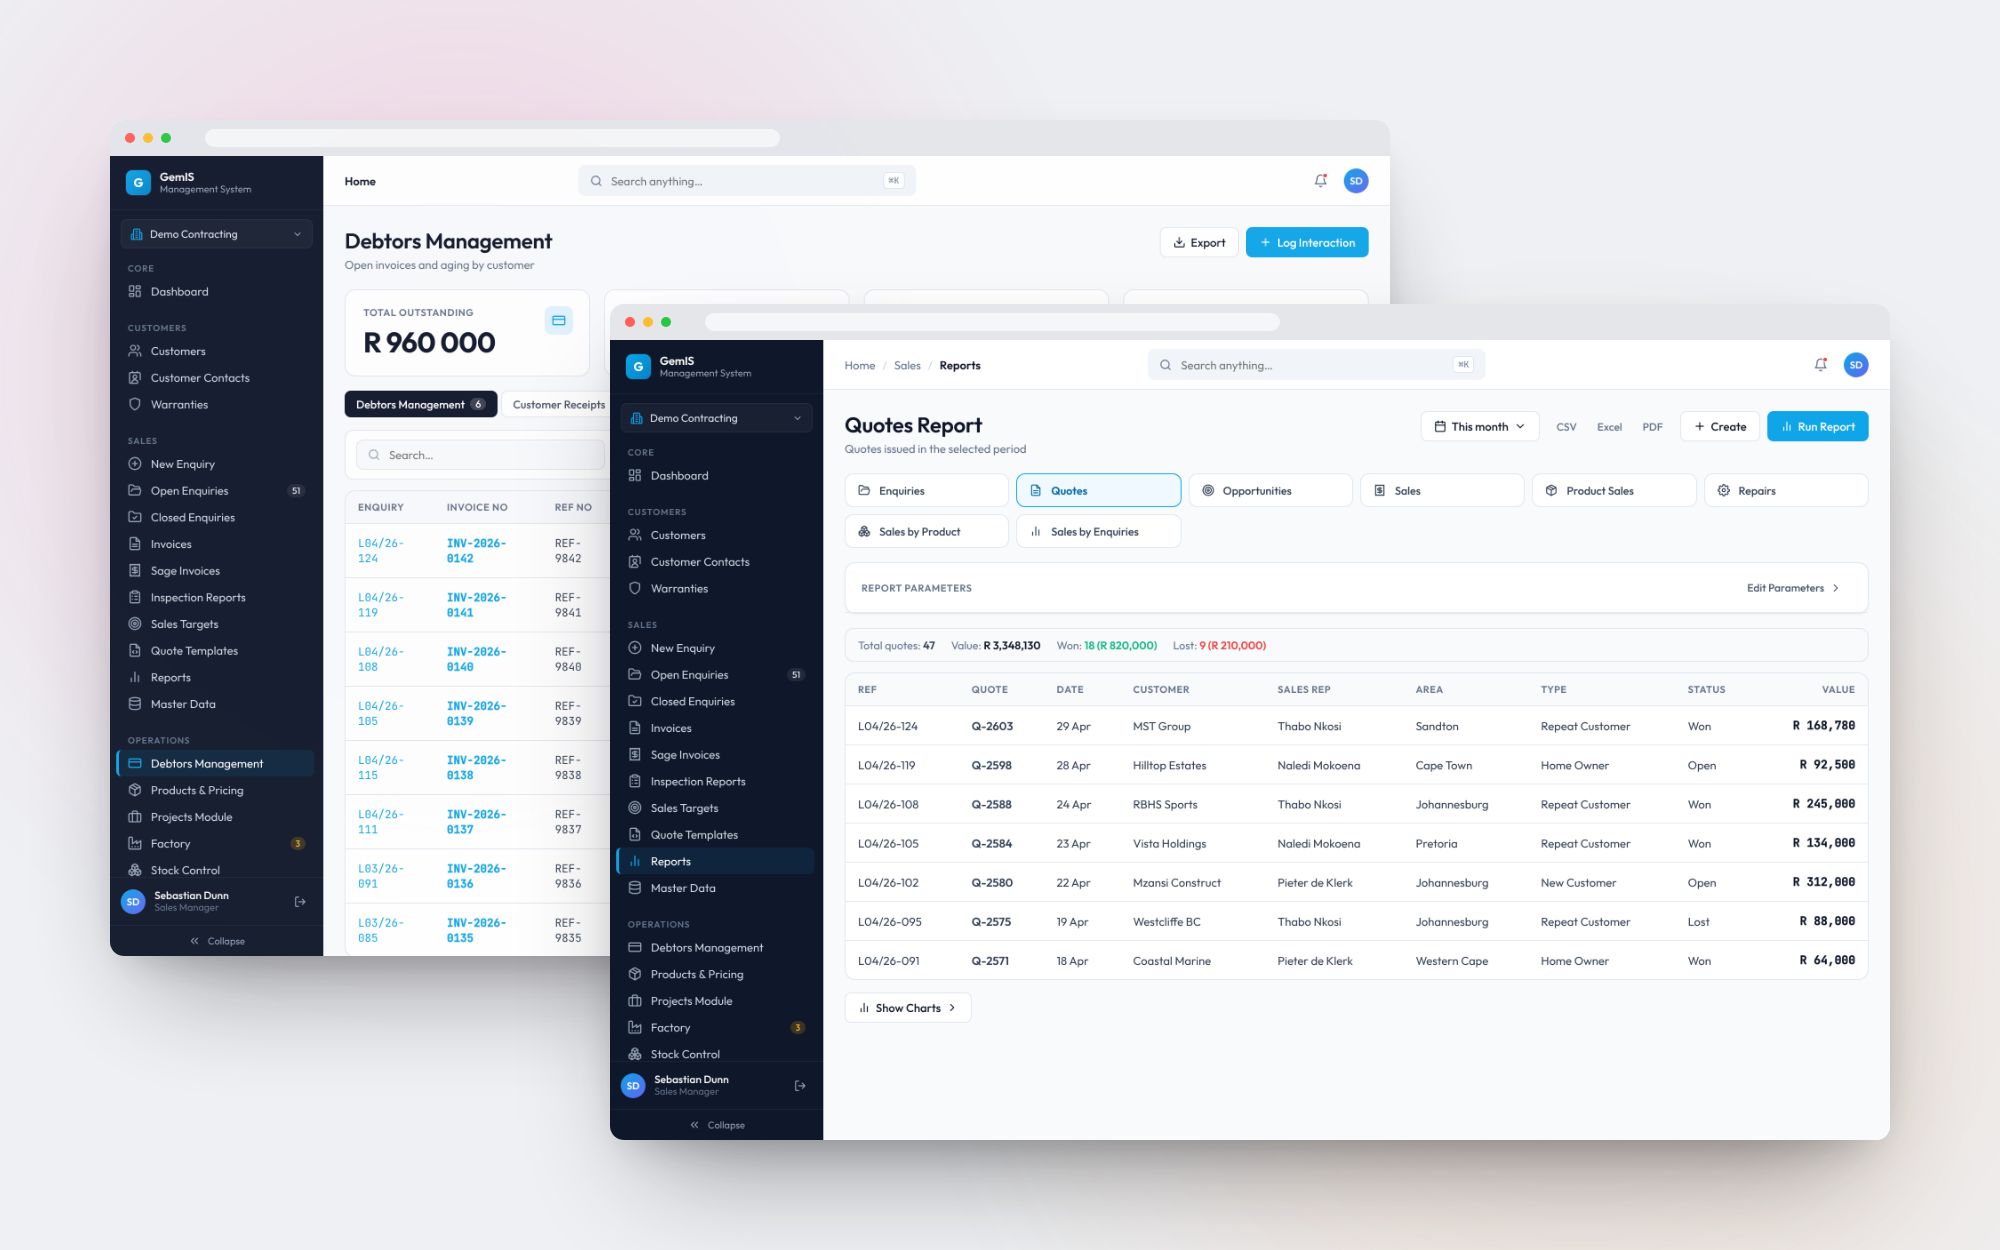 GemIS
Management System
Demo Contracting
CORE
Dashboard
CUSTOMERS
Customers
Customer Contacts
Warranties
SALES
New Enquiry
Open Enquiries 51
Closed Enquiries
Invoices
Sage Invoices
Inspection Reports
Sales Targets
Quote Templates
Reports
Master Data
OPERATIONS
Debtors Management
Products & Pricing
Projects Module
Factory 3
Stock Control
SD Sebastian Dunn
Sales Manager
Collapse
Home
Search anything... ⌘K
SD
Debtors Management
Open invoices and aging by customer
Export
+ Log Interaction
TOTAL OUTSTANDING
R 960 000
Debtors Management 6
Customer Receipts
Search...
ENQUIRY INVOICE NO REF NO
L04/26-124 INV-2026-0142 REF-9842
L04/26-119 INV-2026-0141 REF-9841
L04/26-108 INV-2026-0140 REF-9840
L04/26-105 INV-2026-0139 REF-9839
L04/26-115 INV-2026-0138 REF-9838
L04/26-111 INV-2026-0137 REF-9837
L03/26-091 INV-2026-0136 REF-9836
L03/26-085 INV-2026-0135 REF-9835
G
GemIS
Management System
Demo Contracting
CORE
Dashboard
CUSTOMERS
Customers
Customer Contacts
Warranties
SALES
New Enquiry
Open Enquiries 51
Closed Enquiries
Invoices
Sage Invoices
Inspection Reports
Sales Targets
Quote Templates
Reports
Master Data
OPERATIONS
Debtors Management
Products & Pricing
Projects Module
Factory 3
Stock Control
SD Sebastian Dunn
Sales Manager
Collapse
Home / Sales / Reports
Search anything... ⌘K
SD
Quotes Report
Quotes issued in the selected period
This month
CSV Excel PDF
+ Create
Run Report
Enquiries Quotes Opportunities Sales Product Sales Repairs
Sales by Product Sales by Enquiries
REPORT PARAMETERS Edit Parameters
Total quotes: 47 Value: R 3,348,130 Won: 18 (R 820,000) Lost: 9 (R 210,000)
REF QUOTE DATE CUSTOMER SALES REP AREA TYPE STATUS VALUE
L04/26-124 Q-2603 29 Apr MST Group Thabo Nkosi Sandton Repeat Customer Won R 168,780
L04/26-119 Q-2598 28 Apr Hilltop Estates Naledi Mokoena Cape Town Home Owner Open R 92,500
L04/26-108 Q-2588 24 Apr RBHS Sports Thabo Nkosi Johannesburg Repeat Customer Won R 245,000
L04/26-105 Q-2584 23 Apr Vista Holdings Naledi Mokoena Pretoria Repeat Customer Won R 134,000
L04/26-102 Q-2580 22 Apr Mzansi Construct Pieter de Klerk Johannesburg New Customer Open R 312,000
L04/26-095 Q-2575 19 Apr Westcliffe BC Thabo Nkosi Johannesburg Repeat Customer Lost R 88,000
L04/26-091 Q-2571 18 Apr Coastal Marine Pieter de Klerk Western Cape Home Owner Won R 64,000
Show Charts